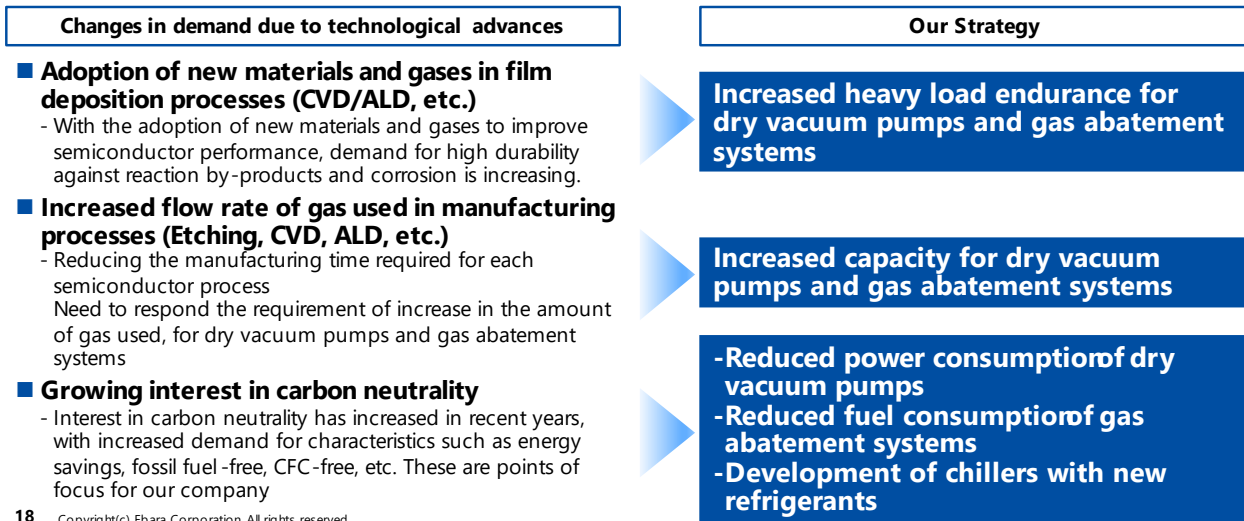 Changes in demand due to technological advances
■ Adoption of new materials and gases in film
deposition processes (CVD/ALD, etc.)
- With the adoption of new materials and gases to improve
semiconductor performance, demand for high durability
against reaction by-products and corrosion is increasing.
■ Increased flow rate of gas used in manufacturing
processes (Etching, CVD, ALD, etc.)
- Reducing the manufacturing time required for each
semiconductor process
Need to respond the requirement of increase in the amount
of gas used, for dry vacuum pumps and gas abatement
systems
■ Growing interest in carbon neutrality
- Interest in carbon neutrality has increased in recent years,
with increased demand for characteristics such as energy
savings, fossil fuel-free, CFC-free, etc. These are points of
focus for our company
Our Strategy
Increased heavy load endurance for
dry vacuum pumps and gas abatement
systems
Increased capacity for dry vacuum
pumps and gas abatement systems
-Reduced power consumption of dry
vacuum pumps
-Reduced fuel consumption of gas
abatement systems
-Development of chillers with new
refrigerants
18 Copyright(c) Ebara Corporation All rights reserved